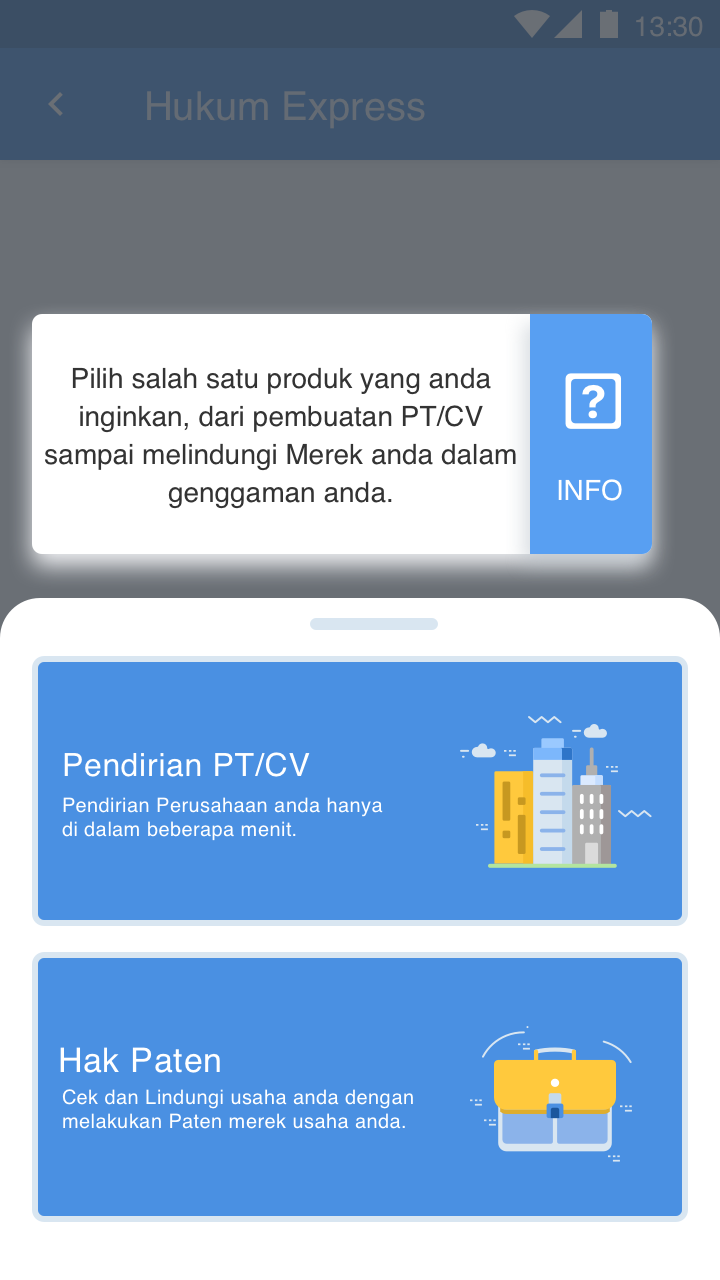 13:30
Hukum Express
Pilih salah satu produk yang anda
inginkan, dari pembuatan PT/CV
sampai melindungi Merek anda dalam
genggaman anda.
?
INFO
Pendirian PT/CV
Pendirian Perusahaan anda hanya
di dalam beberapa menit.
Hak Paten
Cek dan Lindungi usaha anda dengan
melakukan Paten merek usaha anda.